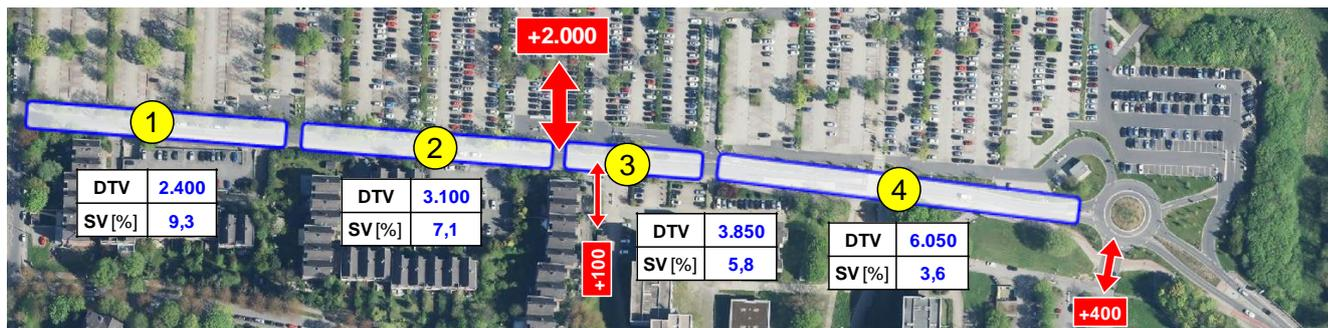 +2.000
1
2
3
4
DTV 2.400
SV [%] 9,3
DTV 3.100
SV [%] 7,1
+100
DTV 3.850
SV [%] 5,8
DTV 6.050
SV [%] 3,6
+400